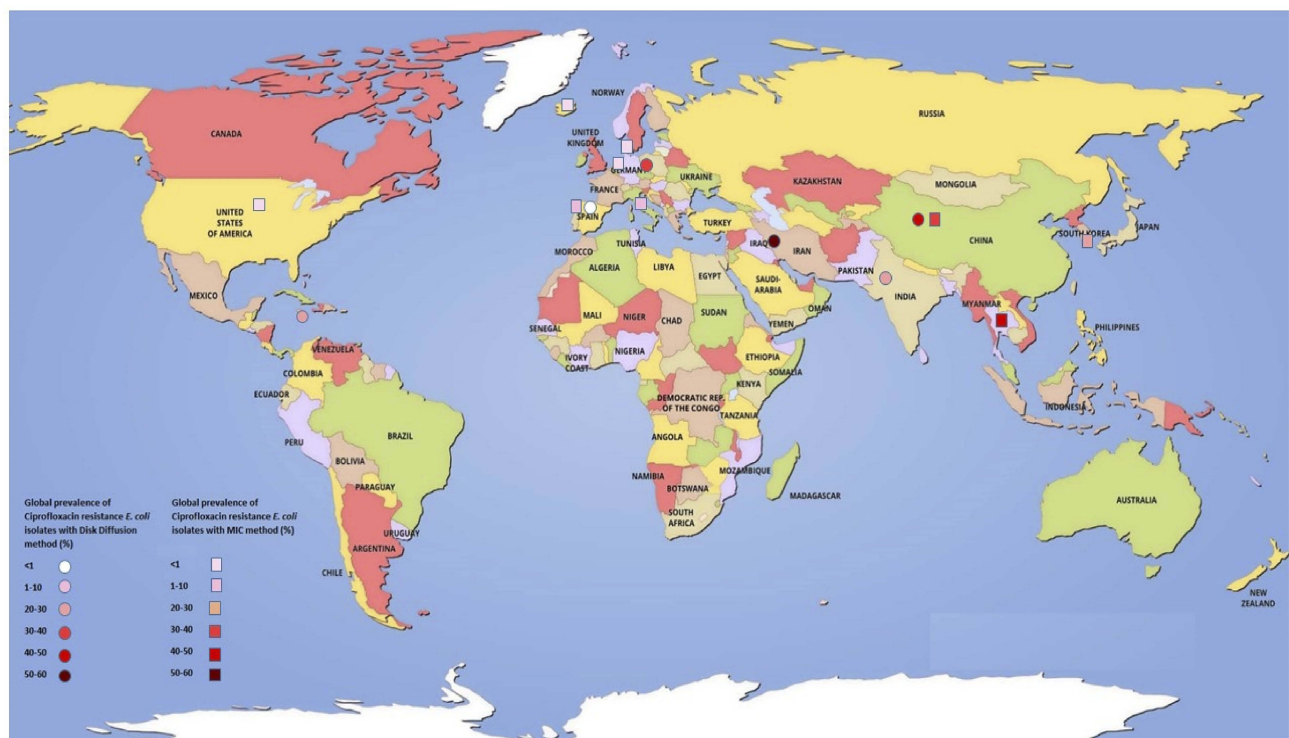 NORWAY
RUSSIA
CANADA
UNITED
KINGDOM
GERMANY
UKRAINE
KAZAKHSTAN
MONGOLIA
FRANCE
UNITED
STATES
OF AMERICA
SPAIN
TURKEY
CHINA
SOUTH KOREA
JAPAN
TUNISIA
IRAQ
IRAN
MOROCCO
ALGERIA
LIBYA
EGYPT
PAKISTAN
SAUDI-
ARABIA
INDIA
MEXICO
MYANMAR
OMAN
MALI
NIGER
CHAD
SUDAN
YEMEN
SENEGAL
PHILIPPINES
VENEZUELA
IVORY
COAST
NIGERIA
ETHIOPIA
SOMALIA
COLOMBIA
ECUADOR
KENYA
DEMOCRATIC REP.
OF THE CONGO
INDONESIA
TANZANIA
BRAZIL
PERU
ANGOLA
BOLIVIA
MOZAMBIQUE
NAMIBIA
PARAGUAY
BOTSWANA
MADAGASCAR
SOUTH
AFRICA
AUSTRALIA
URUGUAY
ARGENTINA
CHILE
NEW
ZEALAND
Global prevalence of
Ciprofloxacin resistance E. coli
isolates with Disk Diffusion
method (%)
<1
1-10
20-30
30-40
40-50
50-60
Global prevalence of
Ciprofloxacin resistance E. coli
isolates with MIC method (%)
<1
1-10
20-30
30-40
40-50
50-60